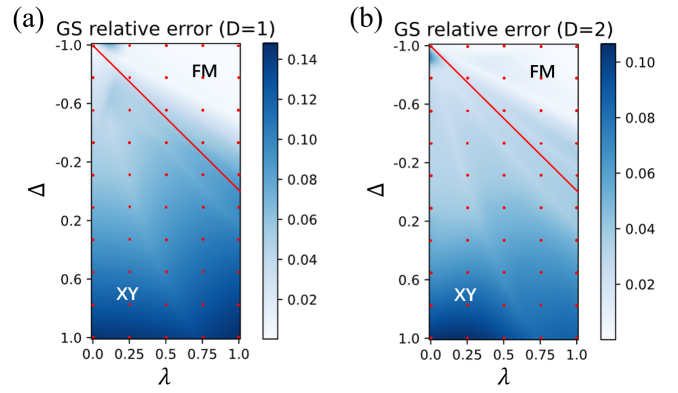 (a)
GS relative error (D=1)
-1.0
-0.6
-0.2
0.2
0.6
1.0
Δ
FM
XY
0.0 0.25 0.5 0.75 1.0
λ
0.14
0.12
0.10
0.08
0.06
0.04
0.02
(b)
GS relative error (D=2)
-1.0
-0.6
-0.2
0.2
0.6
1.0
Δ
FM
XY
0.0 0.25 0.5 0.75 1.0
λ
0.10
0.08
0.06
0.04
0.02